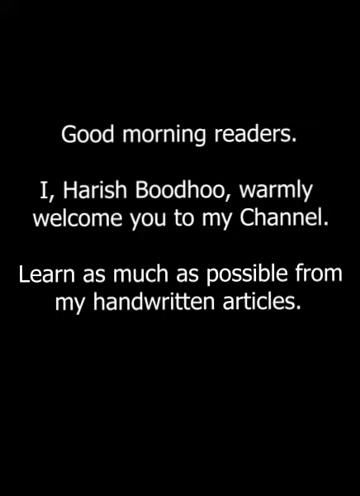 Good morning readers.
I, Harish Boodhoo, warmly
welcome you to my Channel.
Learn as much as possible from
my handwritten articles.